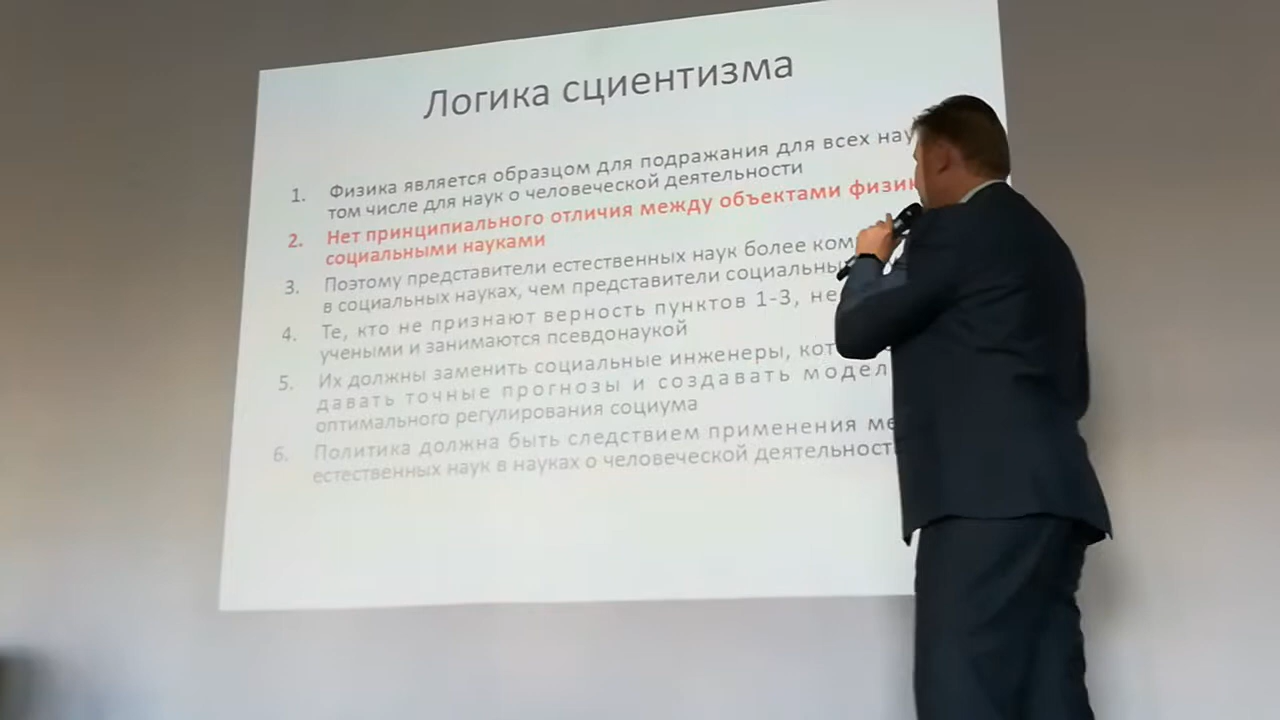 Логика сциентизма
1. Физика является образцом для подражания для всех
том числе для наук о человеческой деятельности
2. Нет принципиального отличия между объектами
социальными науками
3. Поэтому представители естественных наук более
в социальных науках, чем представители
4. Те, кто не признают верность пунктов 1-3,
учеными и занимаются псевдонаукой
5. Их должны заменить социальные инженеры,
давать точные прогнозы и создавать
оптимального регулирования социума
6. Политика должна быть следствием применения
естественных наук в науках о человеческой